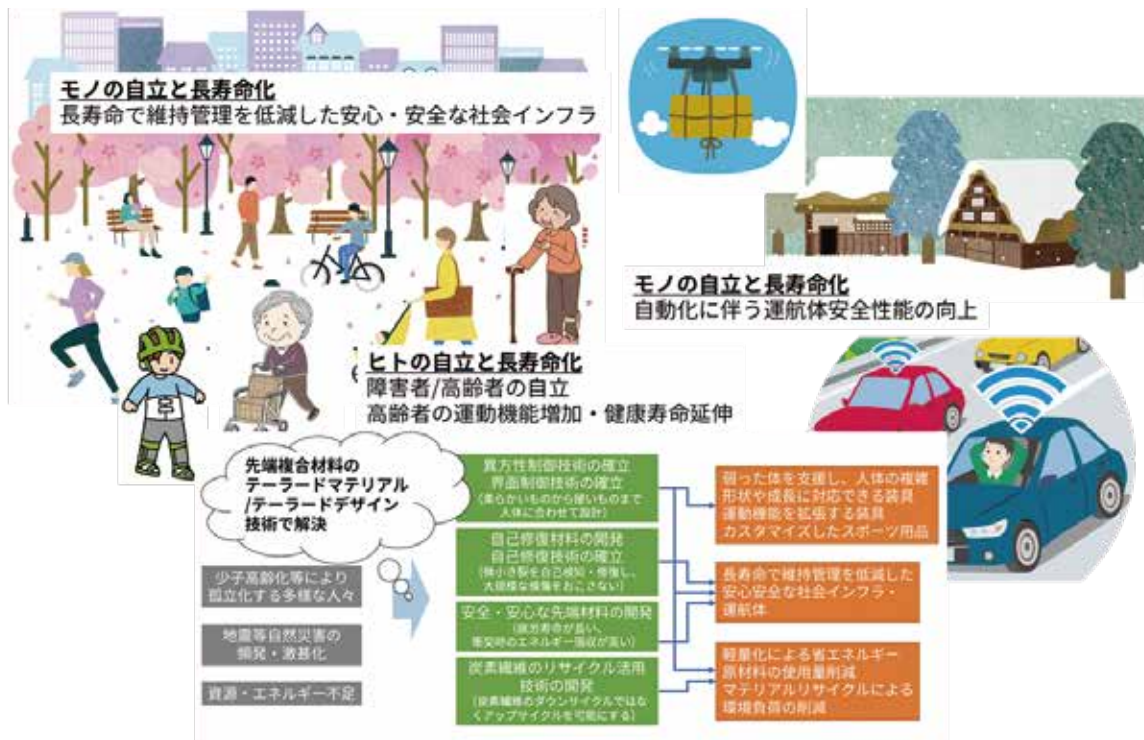 モノの自立と長寿命化
長寿命で維持管理を低減した安心・安全な社会インフラ
モノの自立と長寿命化
自動化に伴う運航体安全性能の向上
ヒトの自立と長寿命化
障害者/高齢者の自立
高齢者の運動機能増加・健康寿命延伸
先端複合材料の
テーラードマテリアル
/テーラードデザイン
技術で解決
少子高齢化等により
孤立化する多様な人々
地震等自然災害の
頻発・激甚化
資源・エネルギー不足
異方性制御技術の確立
界面制御技術の確立
(柔らかいものから硬いものまで
人体に合わせて設計)
自己修復材料の開発
自己修復技術の確立
(微小き裂を自己検知・修復し、
大規模な損傷をおこさない)
安全・安心な先端材料の開発
(疲労寿命が長い、
衝突時のエネルギー吸収が高い)
炭素繊維のリサイクル活用
技術の開発
(炭素繊維のダウンサイクルではな
くアップサイクルを可能にする)
弱った体を支援し、人体の複雑
形状や成長に対応できる装具
運動機能を拡張する装具
カスタマイズしたスポーツ用品
長寿命で維持管理を低減した
安心安全な社会インフラ・
運航体
軽量化による省エネルギー
原材料の使用量削減
マテリアルリサイクルによる
環境負荷の削減